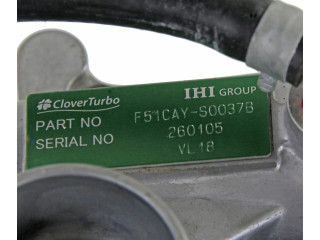 CloverTurbo IHI GROUP
PART NO F51CAY-S0037B
SERIAL NO 260105
VL18